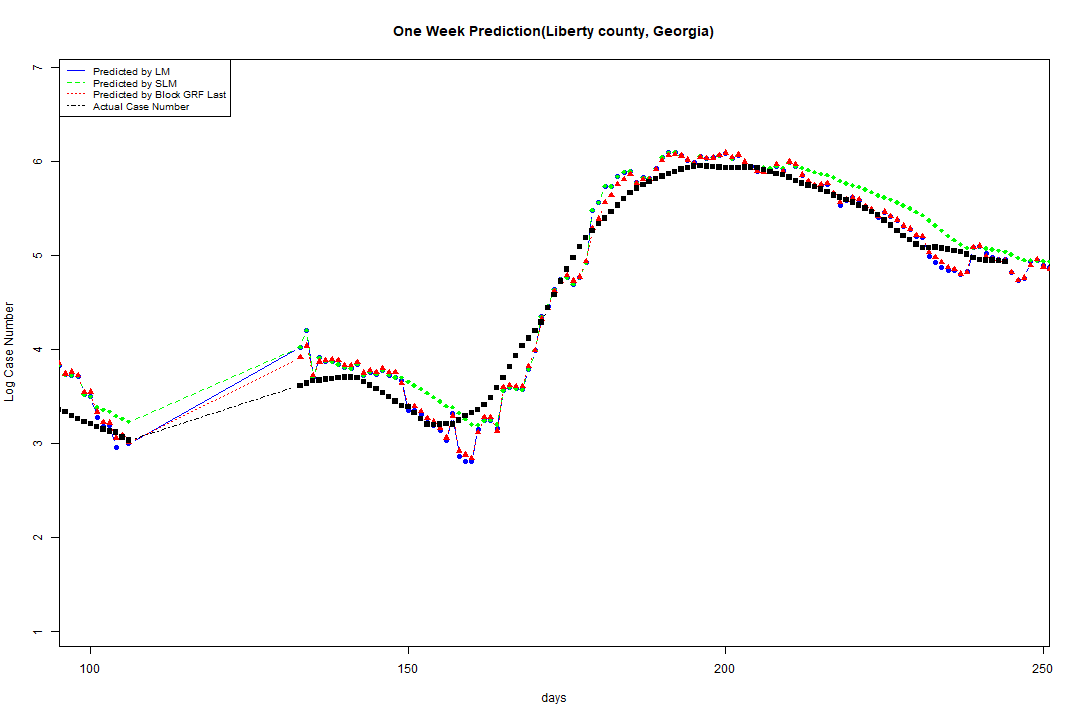 One Week Prediction(Liberty county, Georgia)
Predicted by LM
Predicted by SLM
Predicted by Block GRF Last
Actual Case Number
7
6
5
4
3
2
1
Log Case Number
100 150 200 250
days